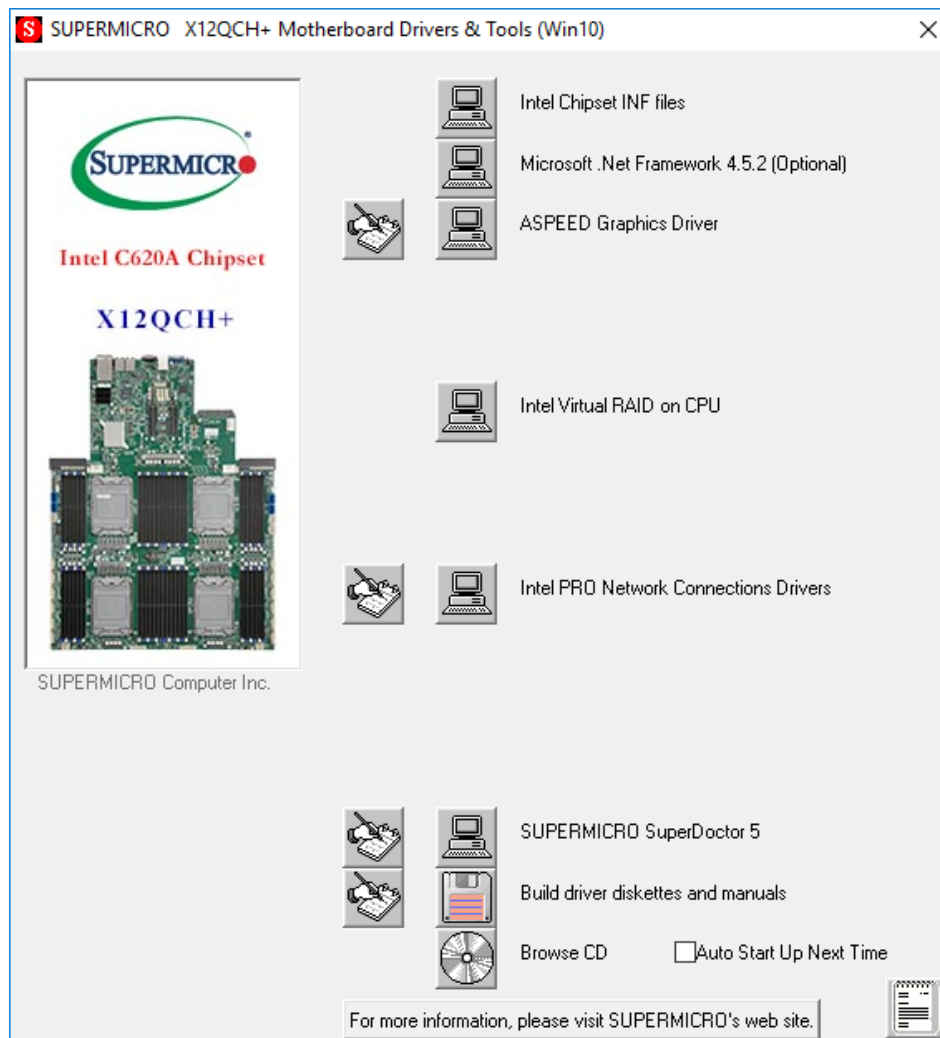 SUPERMICRO X12QCH+ Motherboard Drivers & Tools (Win10)
SUPERMICRO
Intel C620A Chipset
X12QCH+
SUPERMICRO Computer Inc.
Intel Chipset INF files
Microsoft .Net Framework 4.5.2 (Optional)
ASPEED Graphics Driver
Intel Virtual RAID on CPU
Intel PRO Network Connections Drivers
SUPERMICRO SuperDoctor 5
Build driver diskettes and manuals
Browse CD Auto Start Up Next Time
For more information, please visit SUPERMICRO's web site.